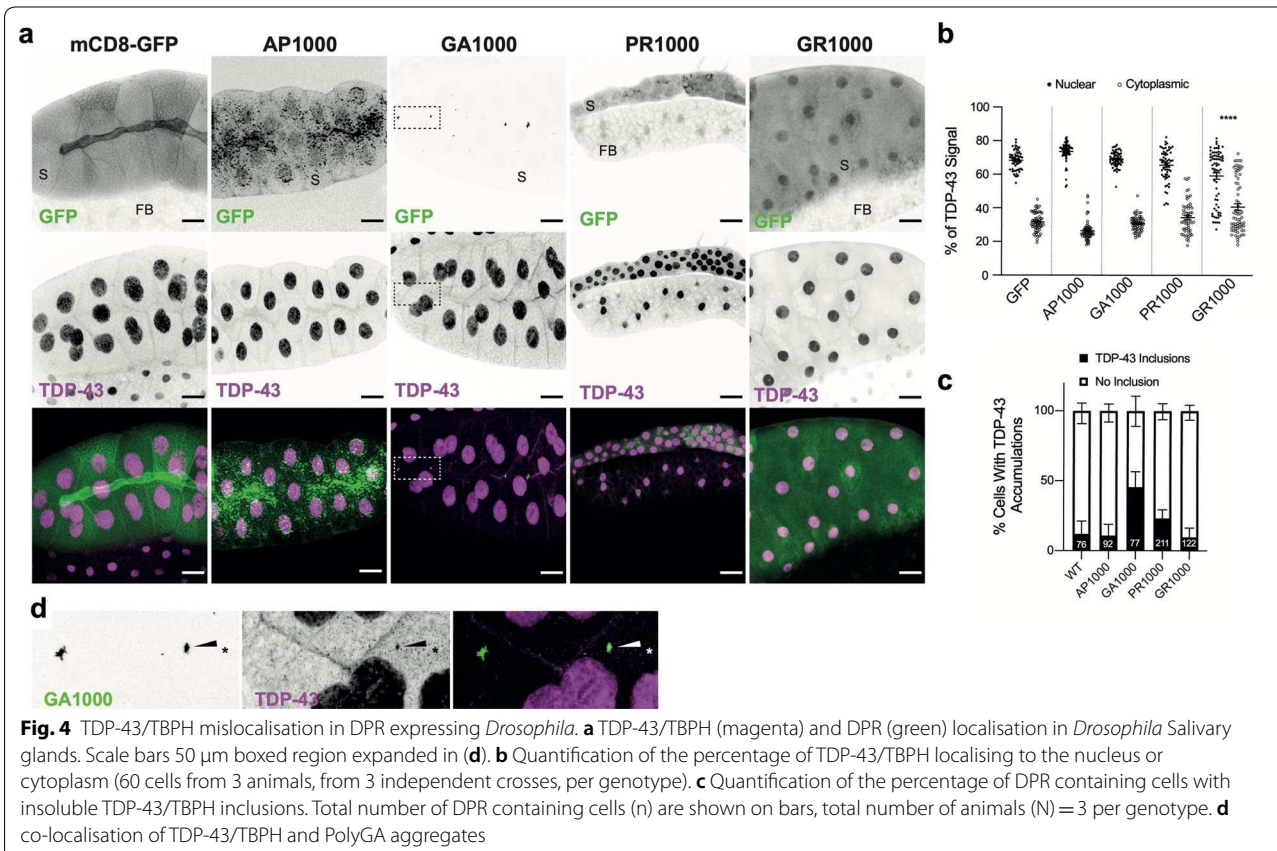 a
mCD8-GFP AP1000 GA1000 PR1000 GR1000
S FB GFP
S GFP
S GFP
S FB GFP
S FB GFP
TDP-43 TDP-43 TDP-43 TDP-43 TDP-43
b
• Nuclear ○ Cytoplasmic
****
% of TDP-43 Signal
100
80
60
40
20
0
GFP AP1000 GA1000 PR1000 GR1000
c
■ TDP-43 Inclusions
□ No Inclusion
% Cells With TDP-43
Accumulations
100
50
0
76 92 77 211 122
WT AP1000 GA1000 PR1000 GR1000
d
* * *
GA1000 TDP-43
Fig. 4 TDP-43/TBPH mislocalisation in DPR expressing Drosophila. a TDP-43/TBPH (magenta) and DPR (green) localisation in Drosophila Salivary
glands. Scale bars 50 µm boxed region expanded in (d). b Quantification of the percentage of TDP-43/TBPH localising to the nucleus or
cytoplasm (60 cells from 3 animals, from 3 independent crosses, per genotype). c Quantification of the percentage of DPR containing cells with
insoluble TDP-43/TBPH inclusions. Total number of DPR containing cells (n) are shown on bars, total number of animals (N) = 3 per genotype. d
co-localisation of TDP-43/TBPH and PolyGA aggregates